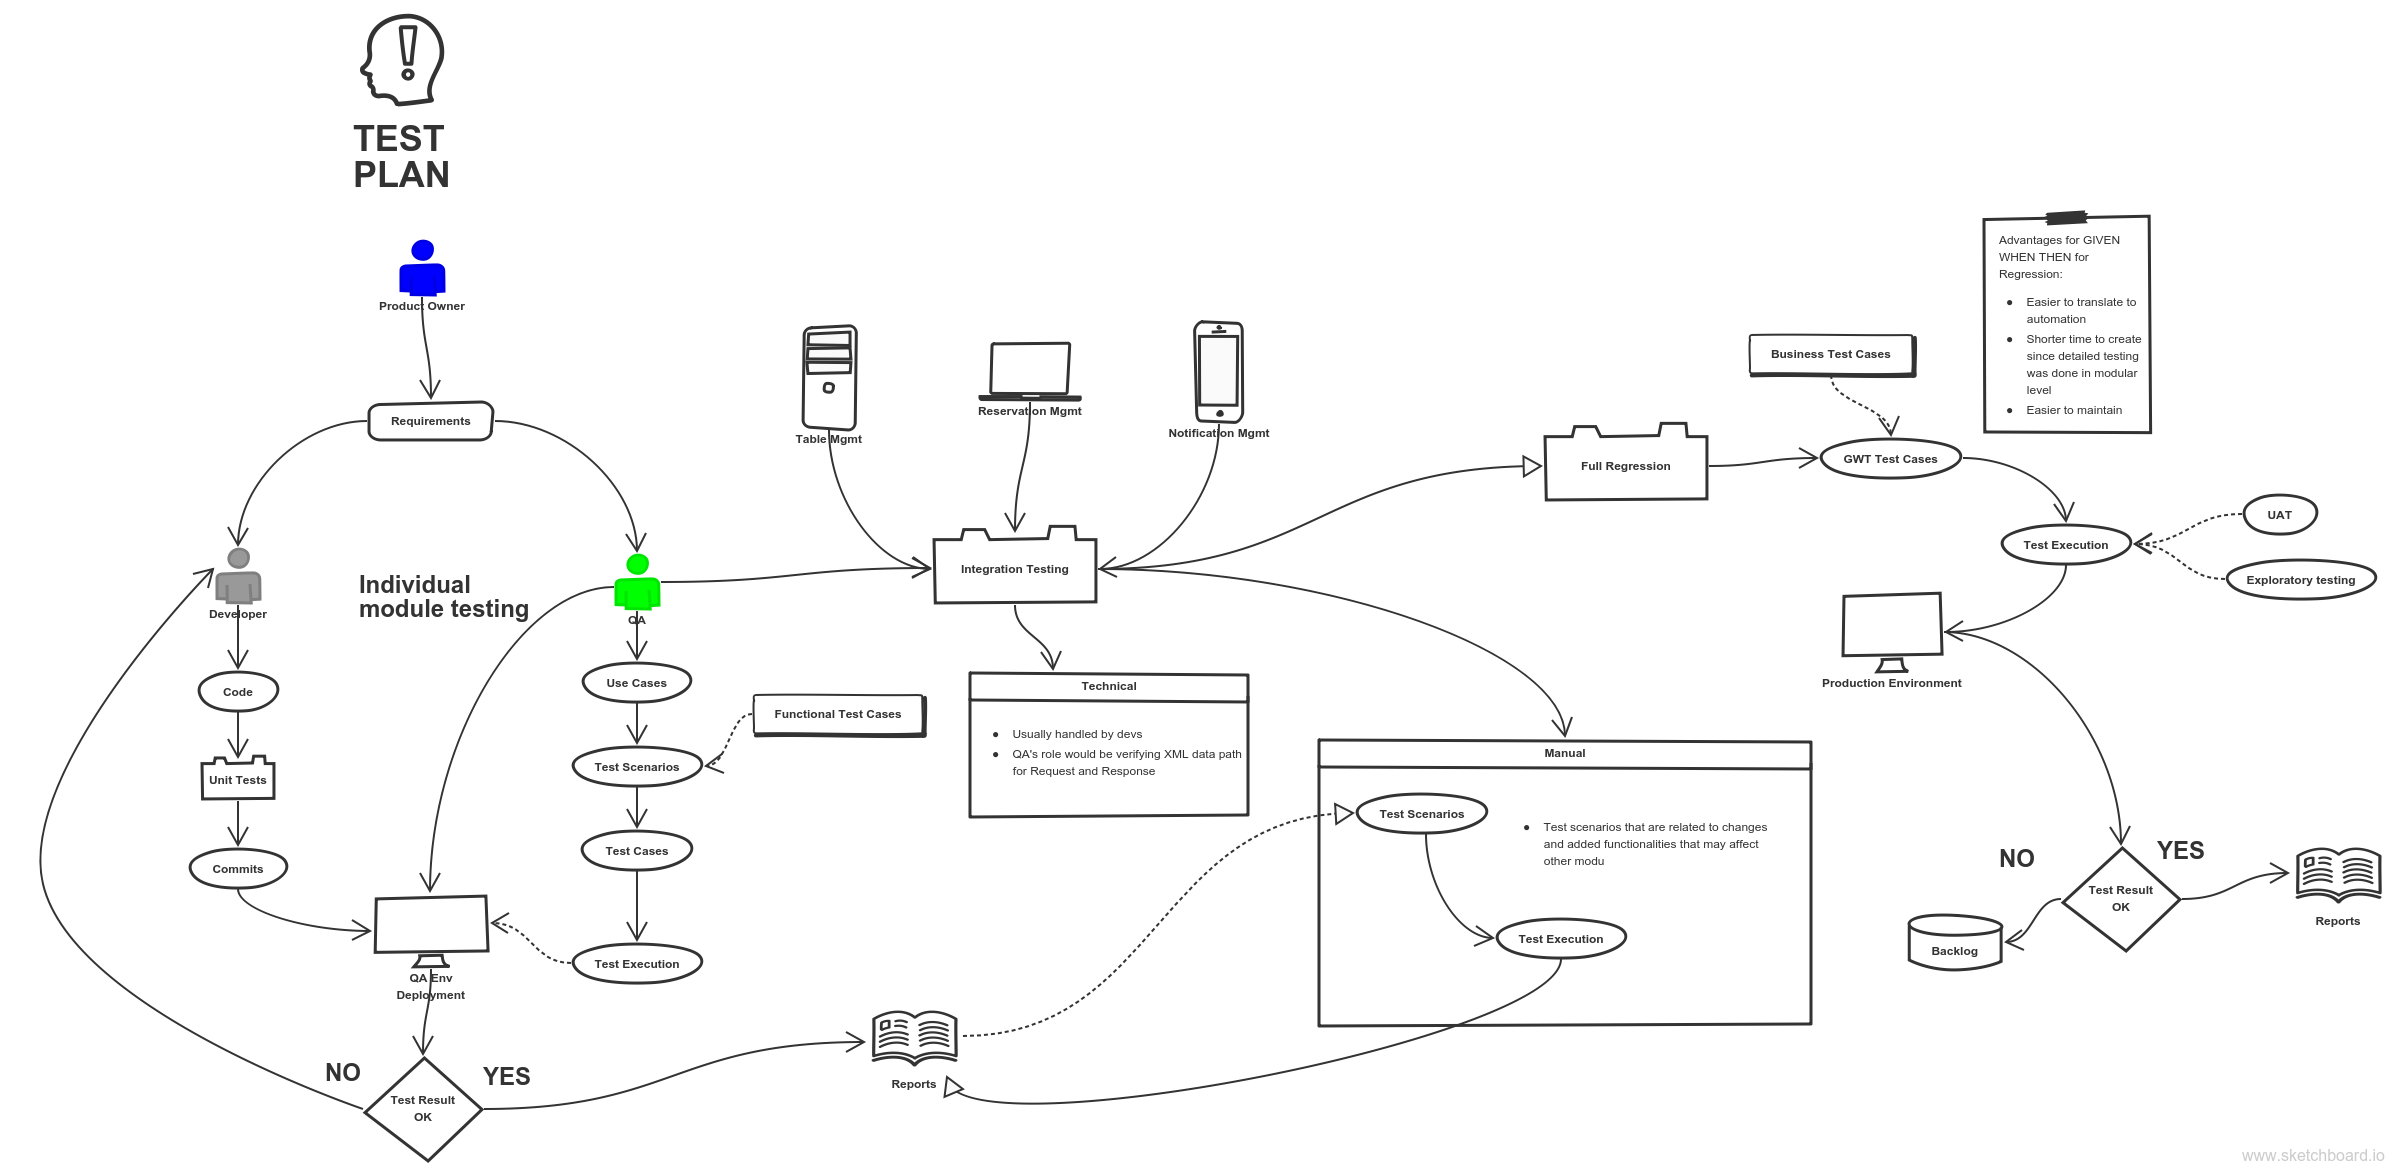 TEST
PLAN
Product Owner
Requirements
Developer
Individual
module testing
QA
Code
Unit Tests
Commits
Use Cases
Test Scenarios
Functional Test Cases
Test Cases
Test Execution
QA Env
Deployment
NO
YES
Test Result
OK
Table Mgmt
Reservation Mgmt
Notification Mgmt
Integration Testing
Technical
● Usually handled by devs
● QA's role would be verifying XML data path
for Request and Response
Reports
Manual
Test Scenarios
● Test scenarios that are related to changes
and added functionalities that may affect
other modu
Test Execution
Full Regression
Business Test Cases
GWT Test Cases
Advantages for GIVEN
WHEN THEN for
Regression:
● Easier to translate to
automation
● Shorter time to create
since detailed testing
was done in modular
level
● Easier to maintain
Test Execution
UAT
Exploratory testing
Production Environment
NO
YES
Test Result
OK
Backlog
Reports
www.sketchboard.io